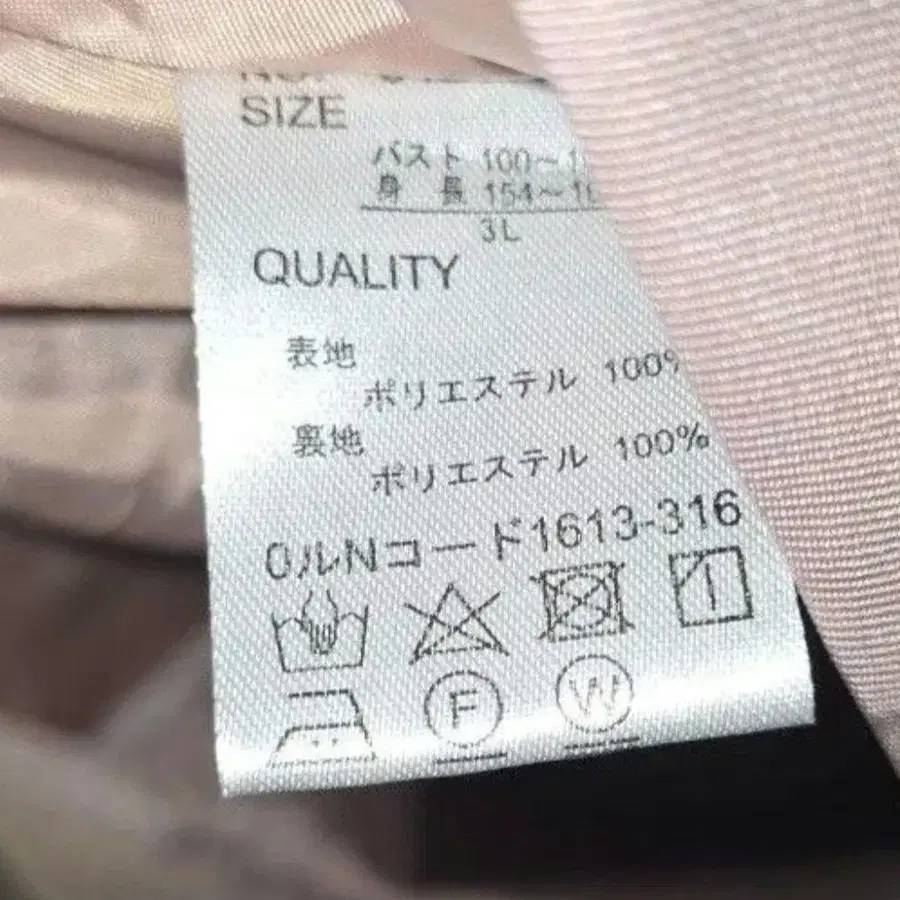 SIZE
バスト 100～1
身長 154～16
3L
QUALITY
表地
ポリエステル 100%
裏地
ポリエステル 100%
0ルNコード1613-316
F
W